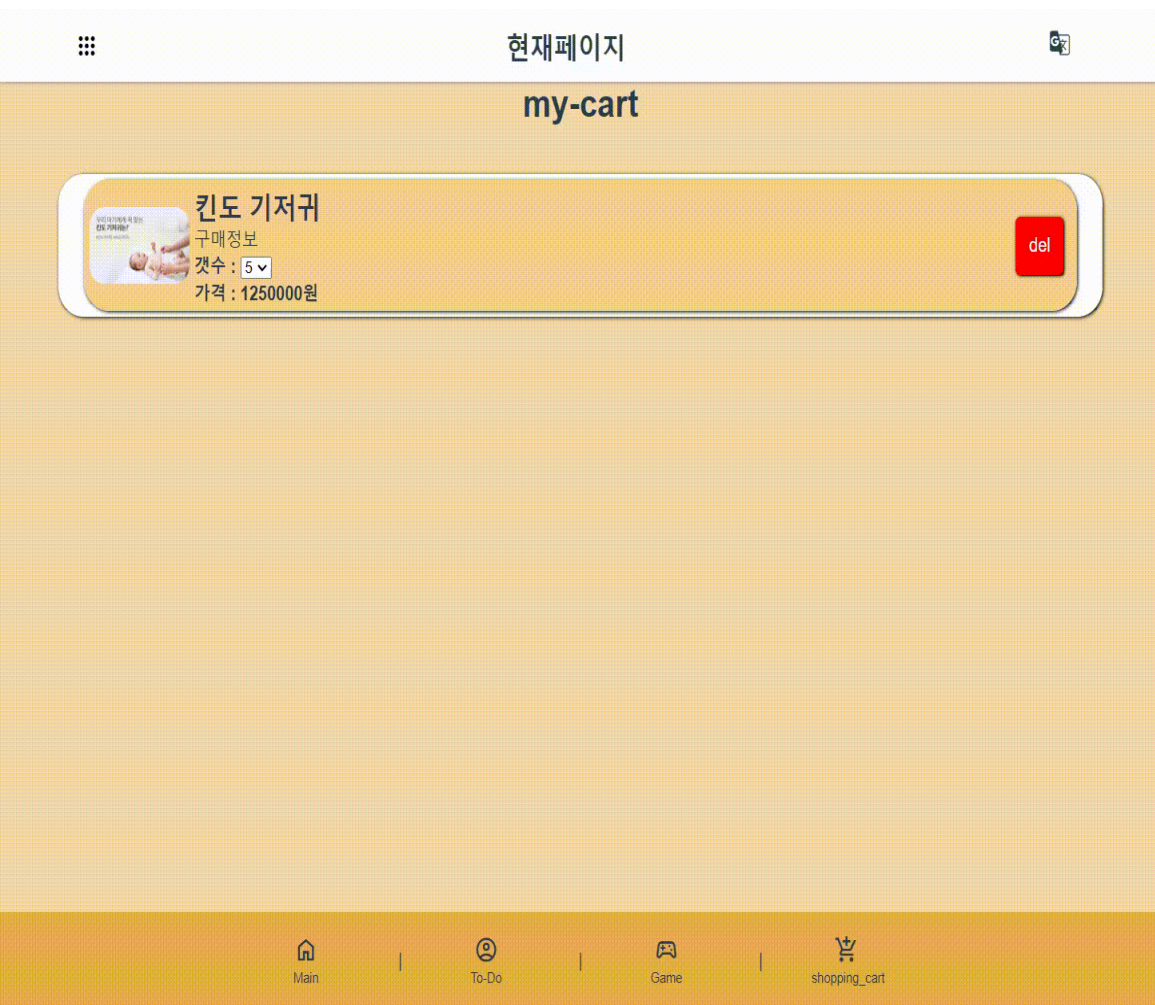 현재페이지
my-cart
킨도 기저귀
구매정보
갯수 : 5
가격 : 1250000원
del
Main | To-Do | Game | shopping_cart